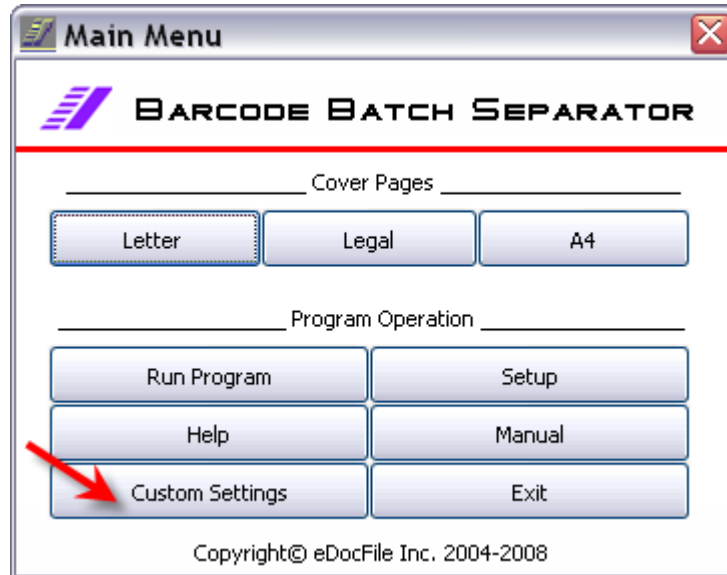 Main Menu
BARCODE BATCH SEPARATOR
Cover Pages
Letter Legal A4
Program Operation
Run Program Setup
Help Manual
Custom Settings Exit
Copyright© eDocFile Inc. 2004-2008